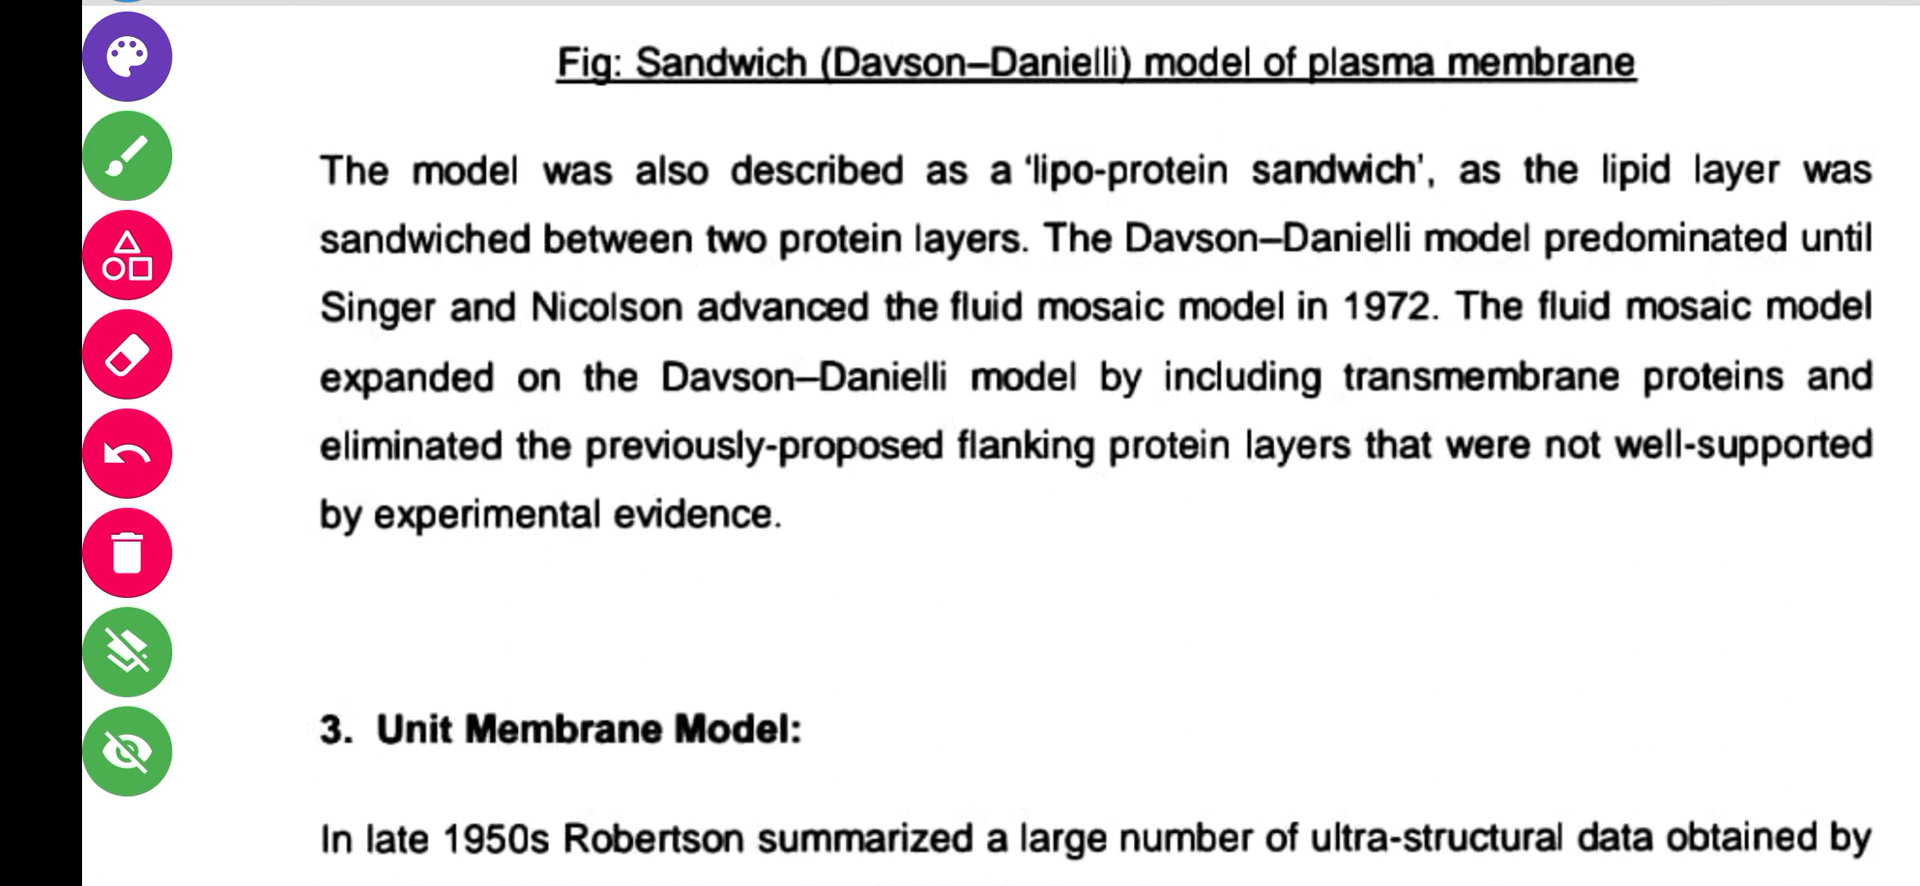 Fig: Sandwich (Davson–Danielli) model of plasma membrane
The model was also described as a ‘lipo-protein sandwich’, as the lipid layer was
sandwiched between two protein layers. The Davson–Danielli model predominated until
Singer and Nicolson advanced the fluid mosaic model in 1972. The fluid mosaic model
expanded on the Davson–Danielli model by including transmembrane proteins and
eliminated the previously-proposed flanking protein layers that were not well-supported
by experimental evidence.
3. Unit Membrane Model:
In late 1950s Robertson summarized a large number of ultra-structural data obtained by